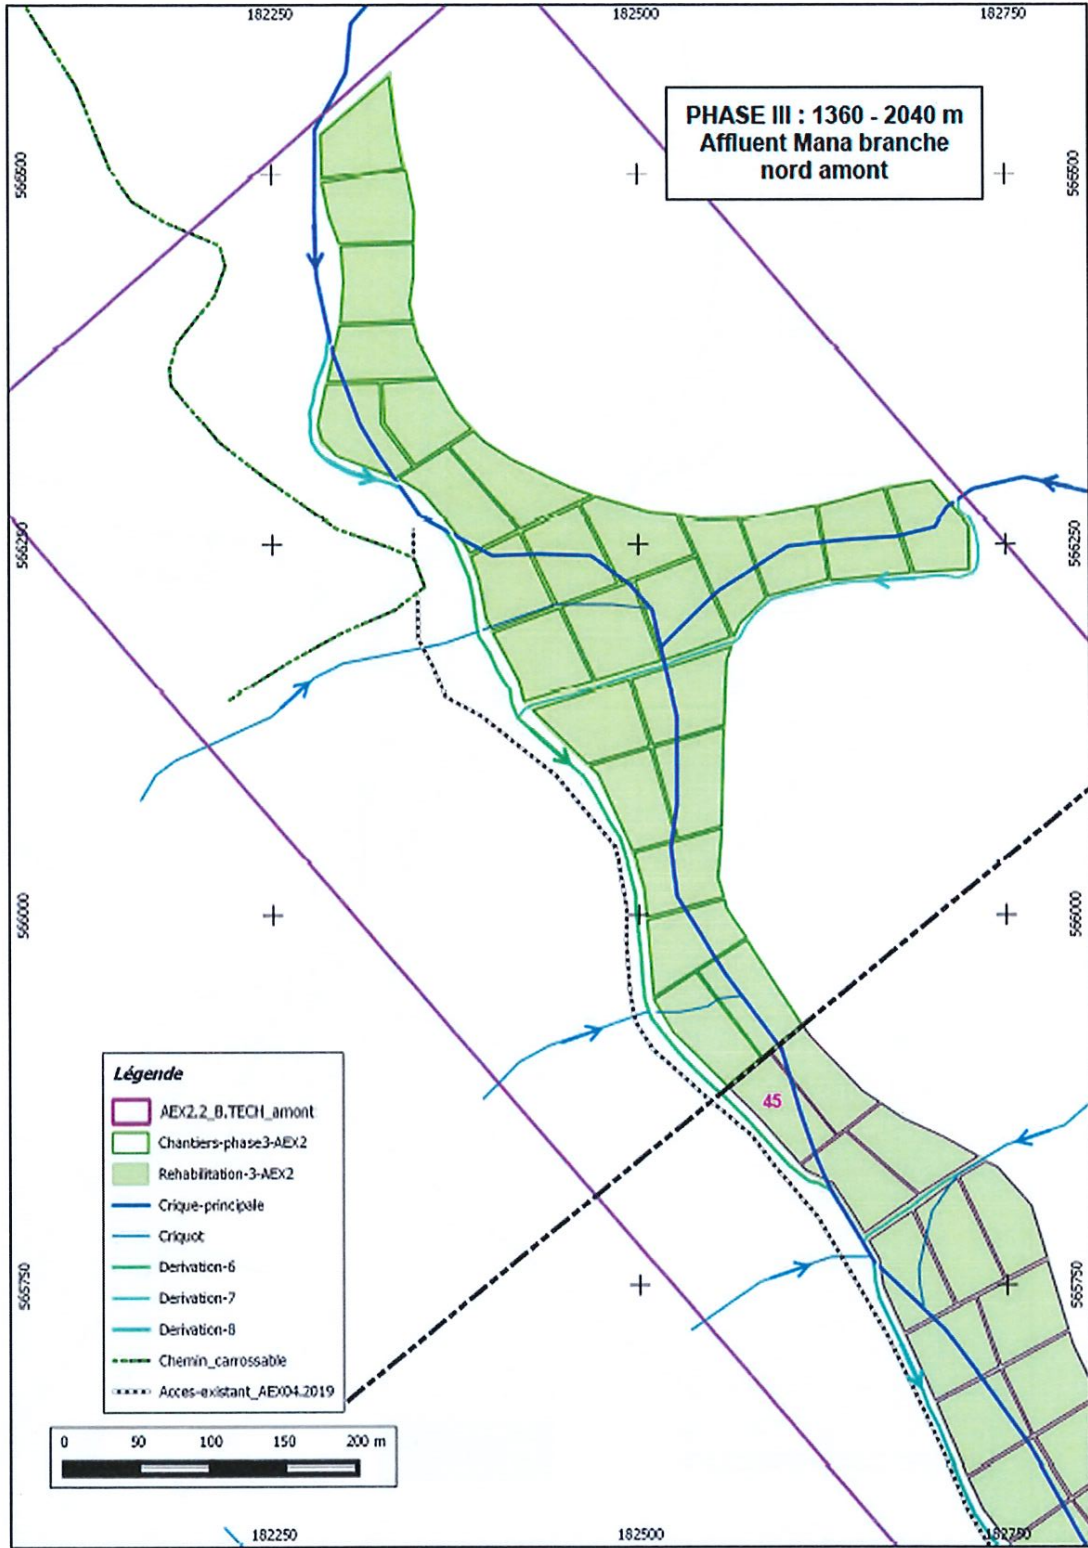 182250
182500
182750
PHASE III : 1360 - 2040 m
Affluent Mana branche
nord amont
566500
566500
566250
566250
566000
566000
45
Légende
AEX2.2_B.TECH_amont
Chantiers-phase3-AEX2
Rehabilitation-3-AEX2
Crique-principale
Criquot
Derivation-6
Derivation-7
Derivation-8
Chemin_carrossable
Acces-existant_AEX04.2019
565750
565750
0 50 100 150 200 m
182250
182500
182750